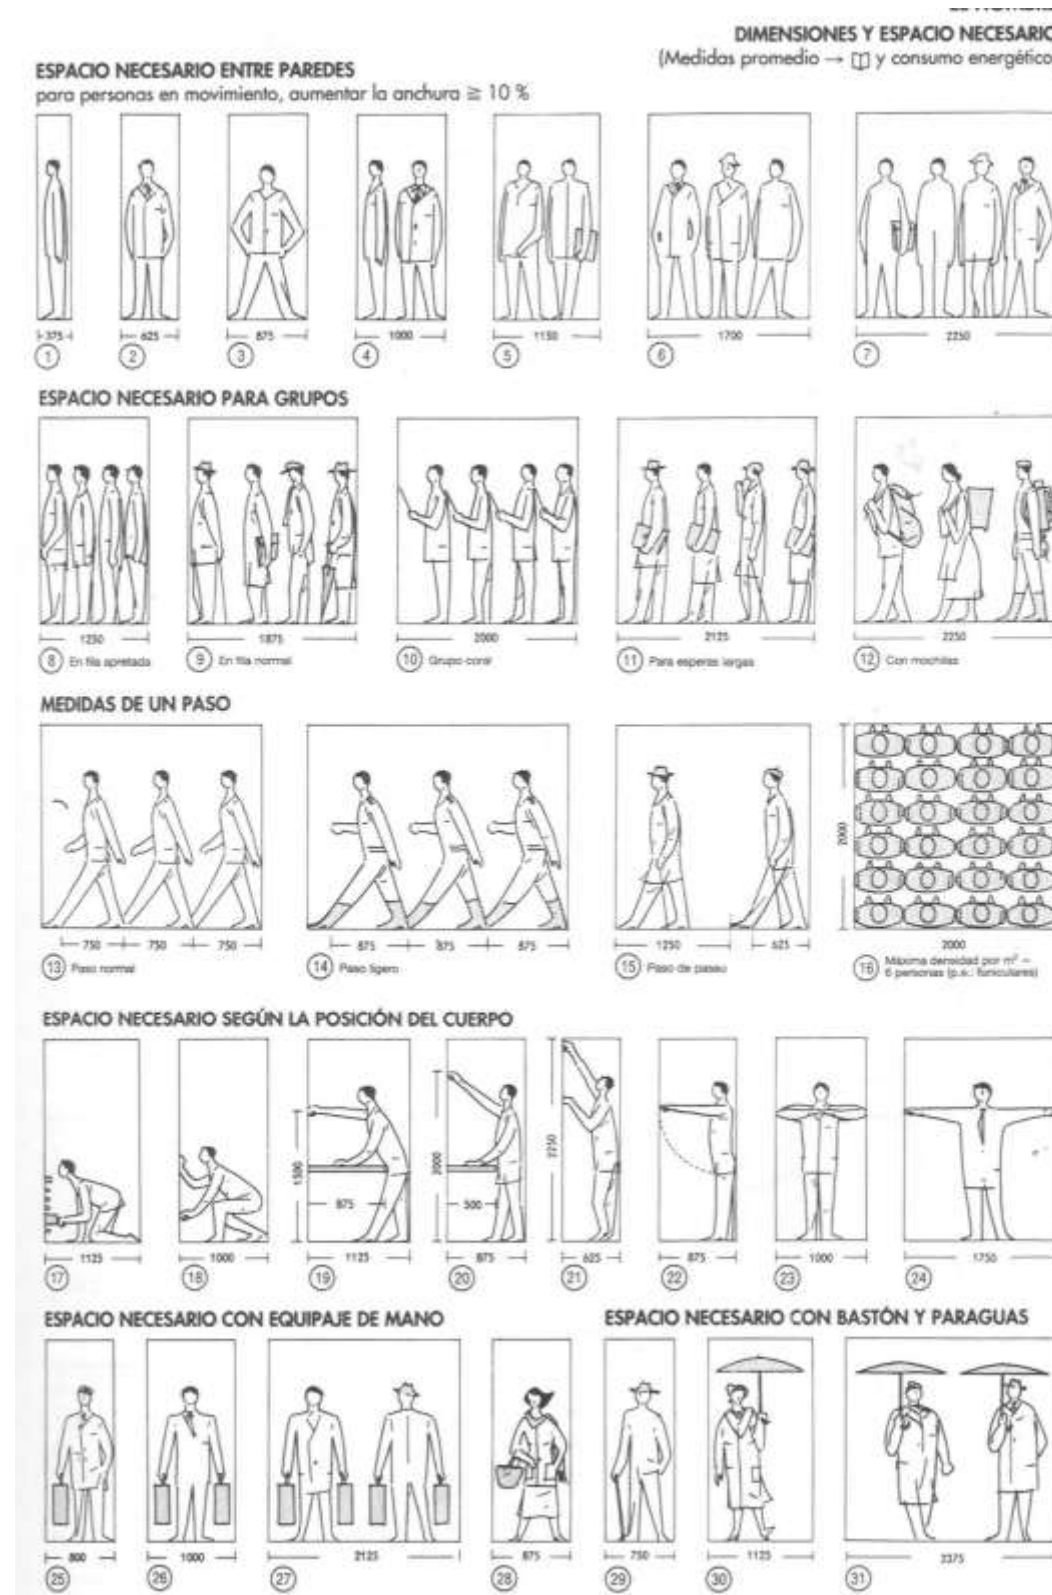 DIMENSIONES Y ESPACIO NECESARIO
(Medidas promedio → y consumo energético
ESPACIO NECESARIO ENTRE PAREDES
para personas en movimiento, aumentar la anchura ≧ 10 %
375 625 875 1000 1150 1700 2250
1 2 3 4 5 6 7
ESPACIO NECESARIO PARA GRUPOS
1250 1875 2000 2125 2250
8 En fila apretada 9 En fila normal 10 Grupo coral 11 Para esperas largas 12 Con mochilas
MEDIDAS DE UN PASO
2000
750 750 750 875 875 875 1250 625 2000
13 Paso normal 14 Paso ligero 15 Paso de paseo 16 Máxima densidad por m² =
6 personas (p.e.: funiculares)
ESPACIO NECESARIO SEGÚN LA POSICIÓN DEL CUERPO
1500 2000 2250
875 500
1125 1000 1125 875 625 875 1000 1750
17 18 19 20 21 22 23 24
ESPACIO NECESARIO CON EQUIPAJE DE MANO ESPACIO NECESARIO CON BASTÓN Y PARAGUAS
800 1000 2125 875 750 1125 2375
25 26 27 28 29 30 31